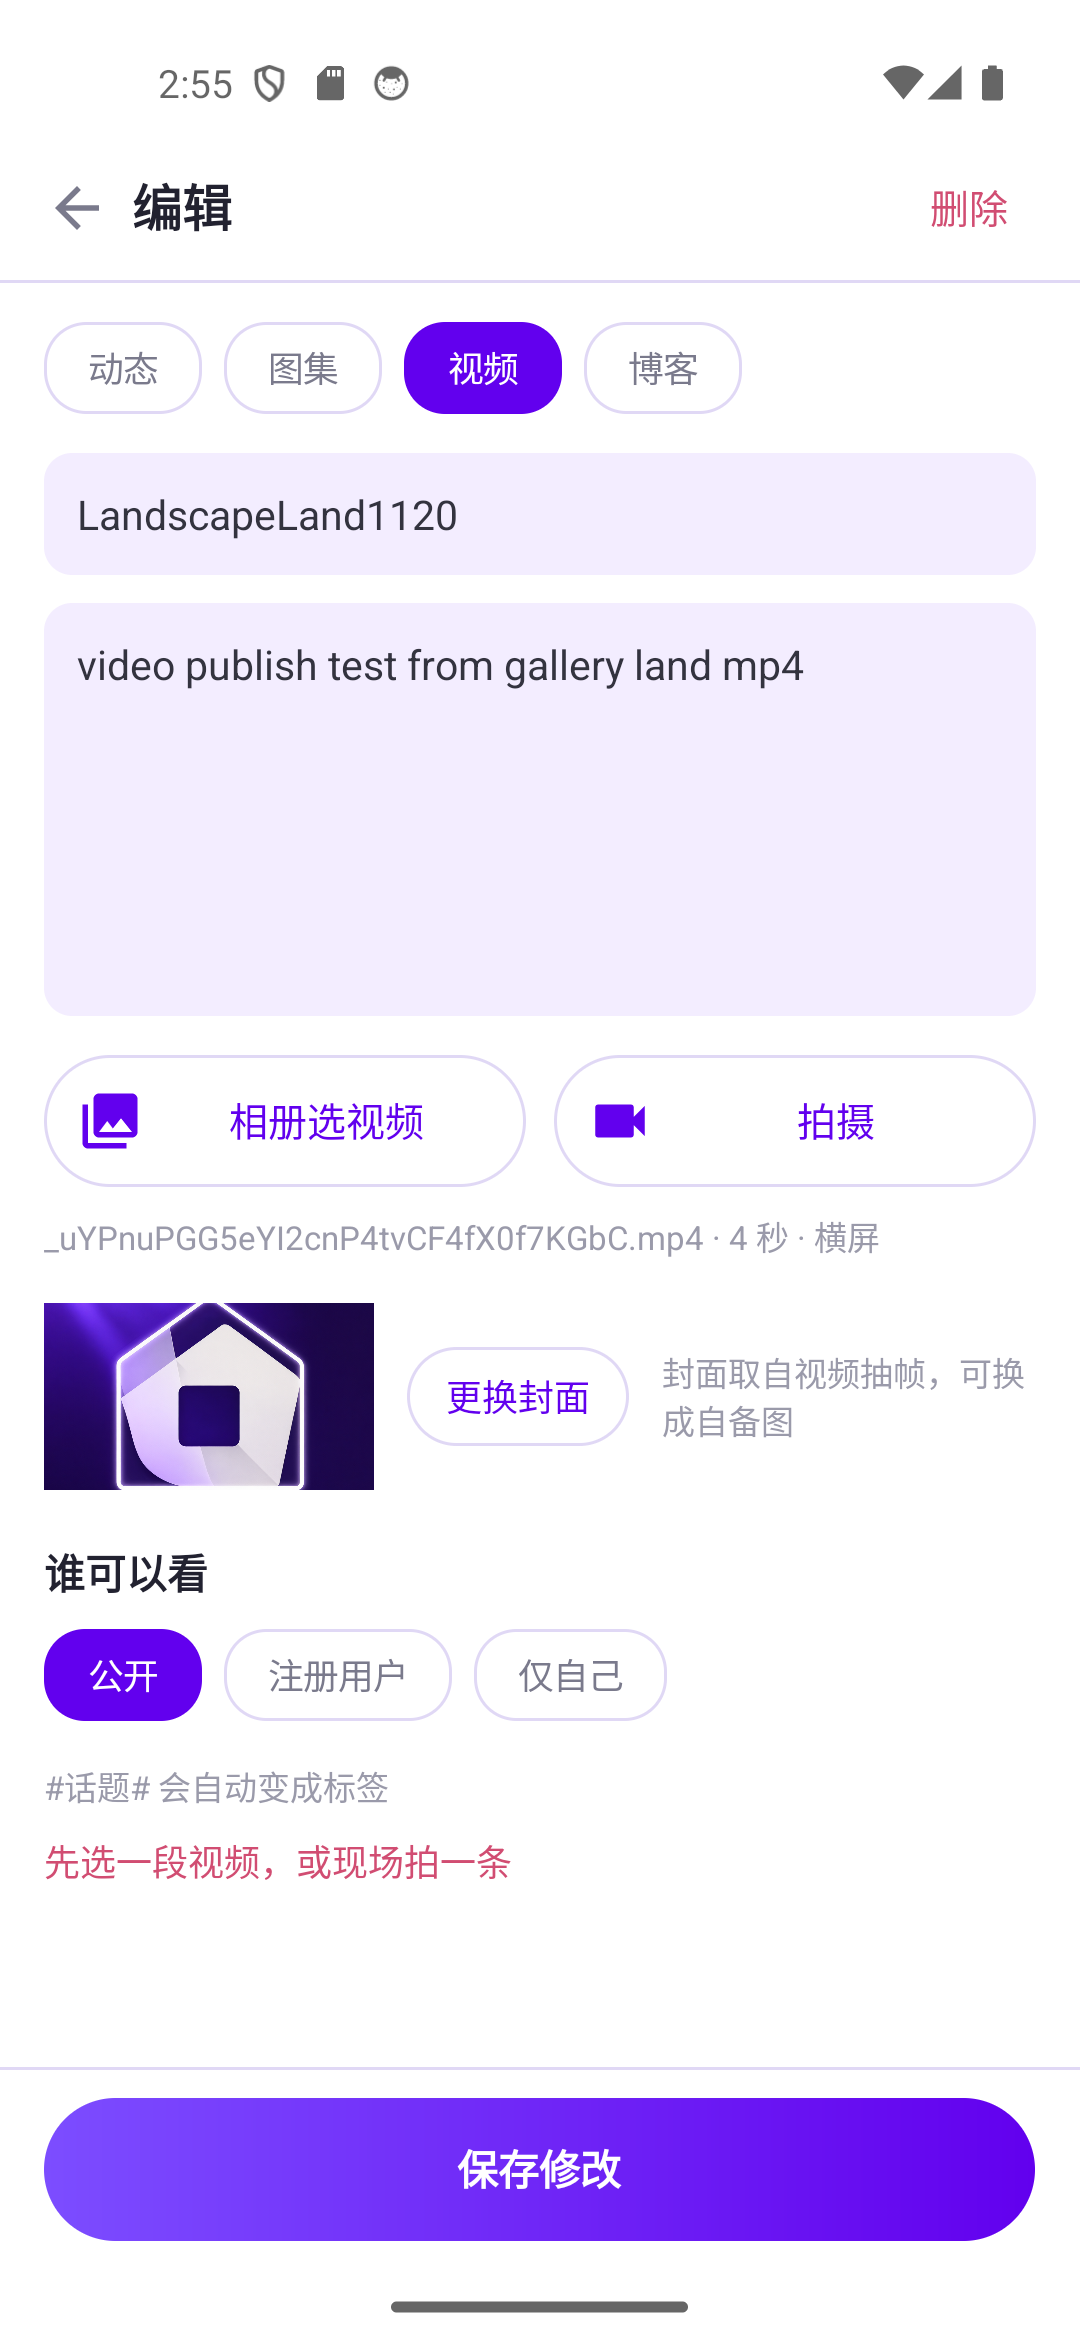 2:55
编辑
删除
动态
图集
视频
博客
LandscapeLand1120
video publish test from gallery land mp4
相册选视频
拍摄
_uYPnuPGG5eYI2cnP4tvCF4fX0f7KGbC.mp4 · 4 秒 · 横屏
更换封面
封面取自视频抽帧，可换
成自备图
谁可以看
公开
注册用户
仅自己
#话题# 会自动变成标签
先选一段视频，或现场拍一条
保存修改